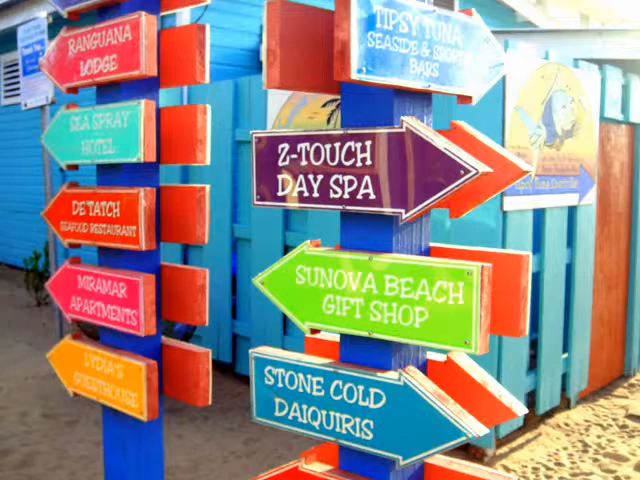 RANGUANA
LODGE
SEA SPRAY
HOTEL
DE'TATCH
SEAFOOD RESTAURANT
MIRAMAR
APARTMENTS
LYDIA'S
GUESTHOUSE
TIPSY TUNA
SEASIDE & SPORTS
BARS
Z-TOUCH
DAY SPA
SUNOVA BEACH
GIFT SHOP
STONE COLD
DAIQUIRIS